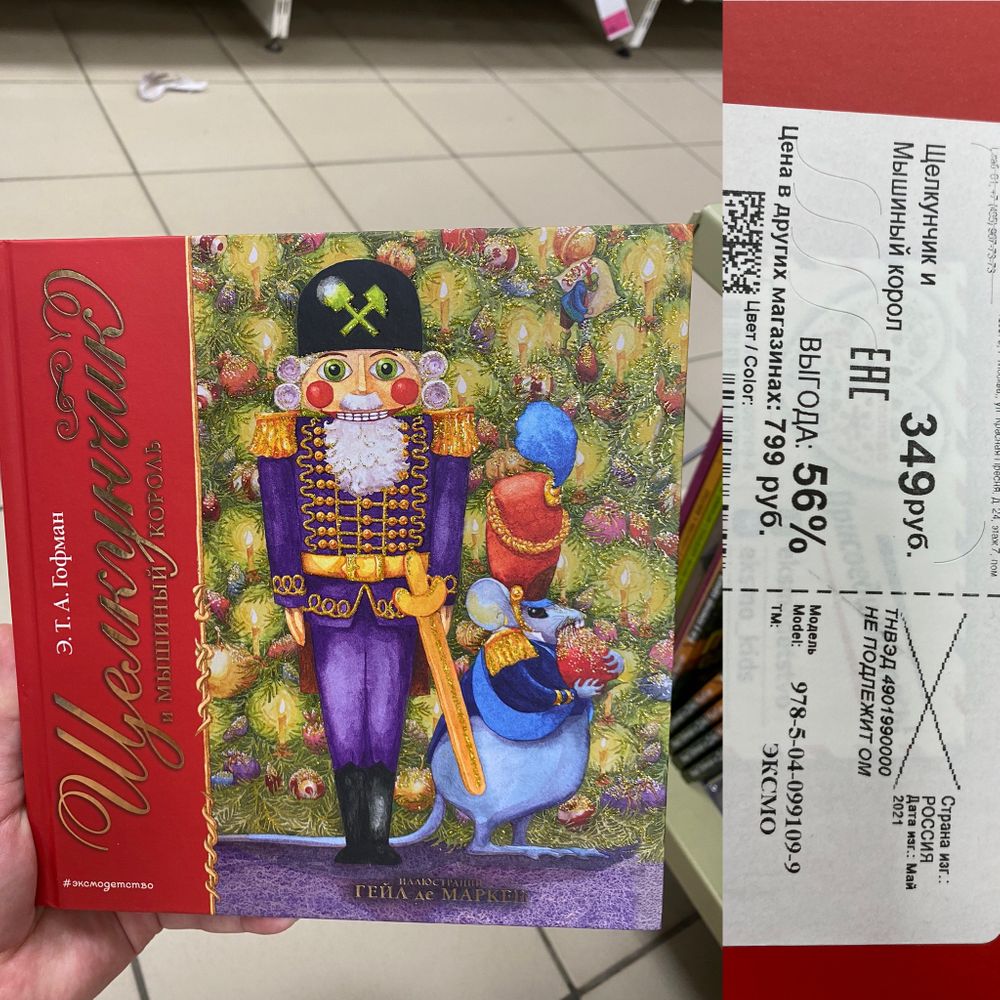 Э. Т. А. Гофман
Щелкунчик
и мышиный король
#эксмодетство
ИЛЛЮСТРАЦИИ
ГЕЙЛ де МАРКЕН
Щелкунчик и
Мышиный корол
349руб.
ЕАС
ВЫГОДА: 56%
Цена в других магазинах: 799 руб.
Цвет / Color:
Страна изг.:
РОССИЯ
Дата изг.: Май
2021
ТНВЭД 4901990000
НЕ ПОДЛЕЖИТ ОМ
Модель
Model: 978-5-04-099109-9
ТМ: ЭКСМО